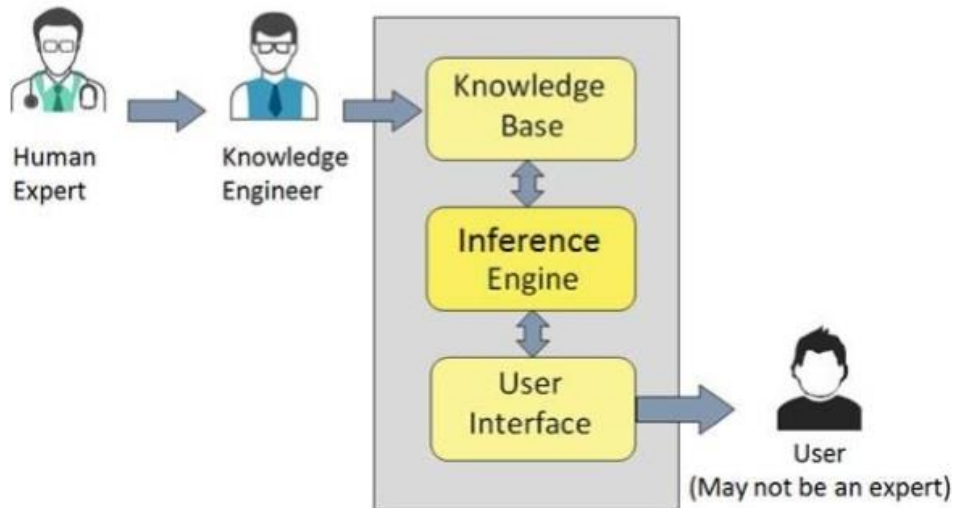 Human
Expert
Knowledge
Engineer
Knowledge
Base
Inference
Engine
User
Interface
User
(May not be an expert)